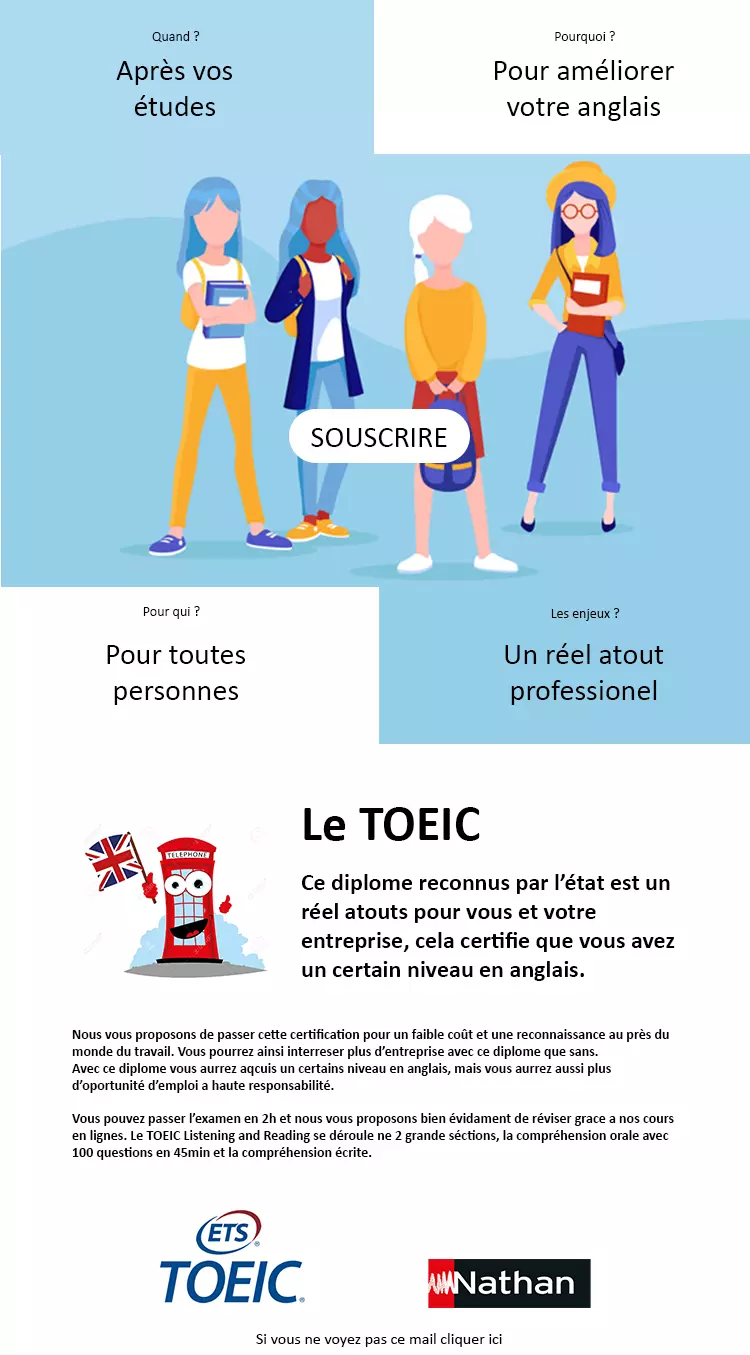 Quand ?
Après vos
études
Pourquoi ?
Pour améliorer
votre anglais
SOUSCRIRE
Pour qui ?
Pour toutes
personnes
Les enjeux ?
Un réel atout
professionel
TELEPHONE
Le TOEIC
Ce diplome reconnus par l’état est un
réel atouts pour vous et votre
entreprise, cela certifie que vous avez
un certain niveau en anglais.
Nous vous proposons de passer cette certification pour un faible coût et une reconnaissance au près du
monde du travail. Vous pourrez ainsi interreser plus d’entreprise avec ce diplome que sans.
Avec ce diplome vous aurrez aqcuis un certains niveau en anglais, mais vous aurrez aussi plus
d’oportunité d’emploi a haute responsabilité.
Vous pouvez passer l’examen en 2h et nous vous proposons bien évidament de réviser grace a nos cours
en lignes. Le TOEIC Listening and Reading se déroule ne 2 grande séctions, la compréhension orale avec
100 questions en 45min et la compréhension écrite.
ETS®
TOEIC®
Nathan
Si vous ne voyez pas ce mail cliquer ici